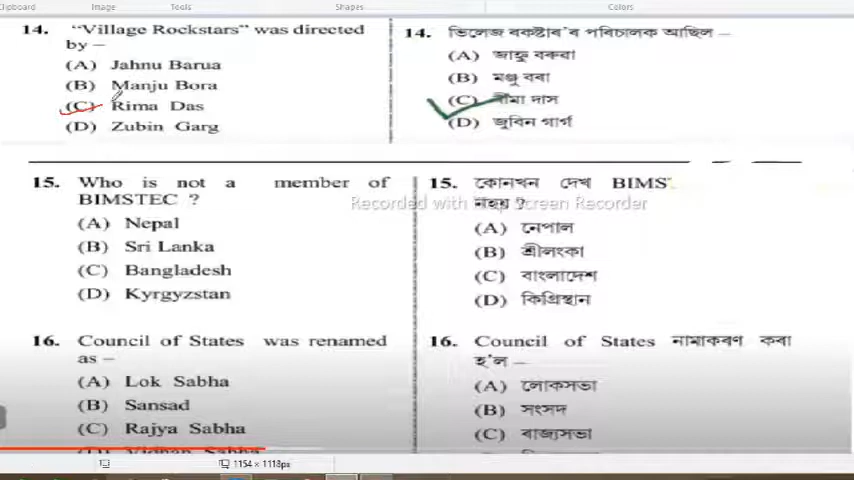 Clipboard Image Tools Shapes Colors
14. "Village Rockstars" was directed
by –
(A) Jahnu Barua
(B) Manju Bora
(C) Rima Das
(D) Zubin Garg
14. ভিলেজ ৰকষ্টাৰ'ৰ পৰিচালক আছিল –
(A) জাহ্নু বৰুৱা
(B) মঞ্জু বৰা
(C) ৰীমা দাস
(D) জুবিন গাৰ্গ
15. Who is not a member of
BIMSTEC ?
(A) Nepal
(B) Sri Lanka
(C) Bangladesh
(D) Kyrgyzstan
15. কোনখন দেশ BIMS
নহয় ?
(A) নেপাল
(B) শ্ৰীলংকা
(C) বাংলাদেশ
(D) কিৰ্গিস্থান
Recorded with Screen Recorder
16. Council of States was renamed
as –
(A) Lok Sabha
(B) Sansad
(C) Rajya Sabha
(D) Vidhan Sabha
16. Council of States নামাকৰণ কৰা
হ'ল –
(A) লোকসভা
(B) সংসদ
(C) ৰাজ্যসভা
1154 × 1118px